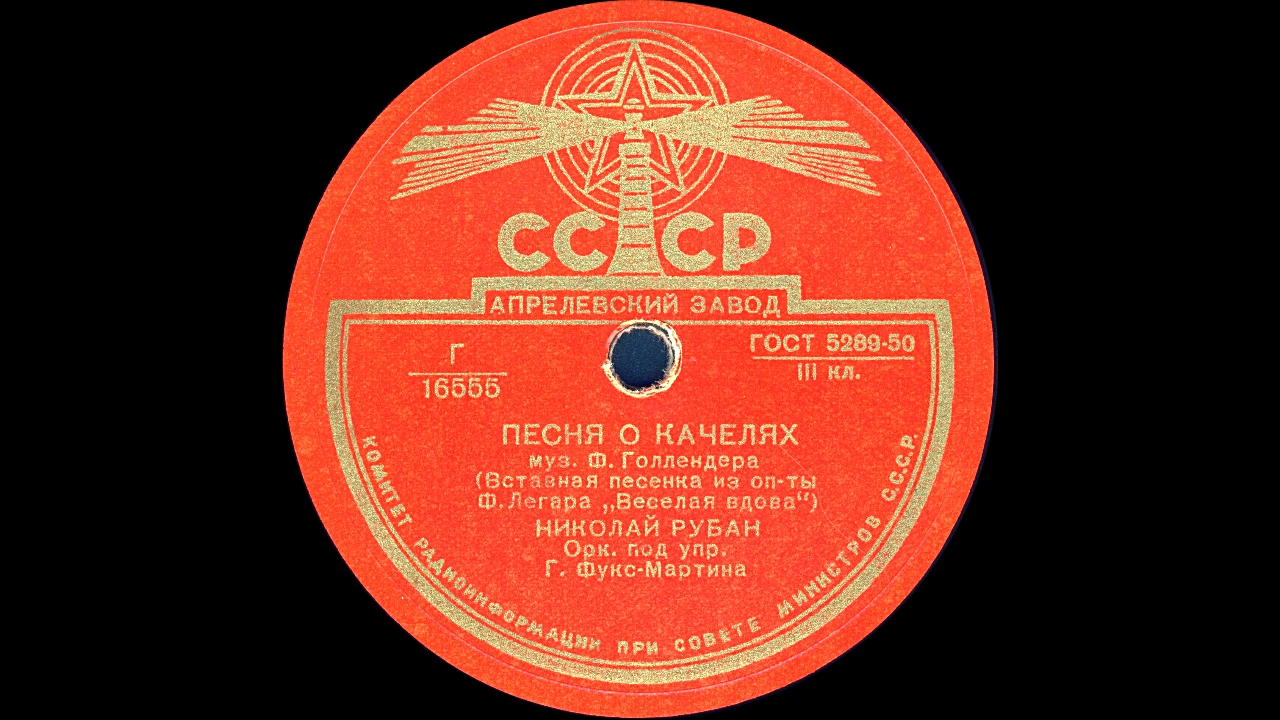 СССР
АПРЕЛЕВСКИЙ ЗАВОД
Г
16555
ГОСТ 5289-50
III кл.
ПЕСНЯ О КАЧЕЛЯХ
муз. Ф. Голлендера
(Вставная песенка из оп-ты
Ф. Легара „Веселая вдова“)
НИКОЛАЙ РУБАН
Орк. под упр.
Г. Фукс-Мартина
КОМИТЕТ РАДИОИНФОРМАЦИИ ПРИ СОВЕТЕ МИНИСТРОВ С.С.С.Р.